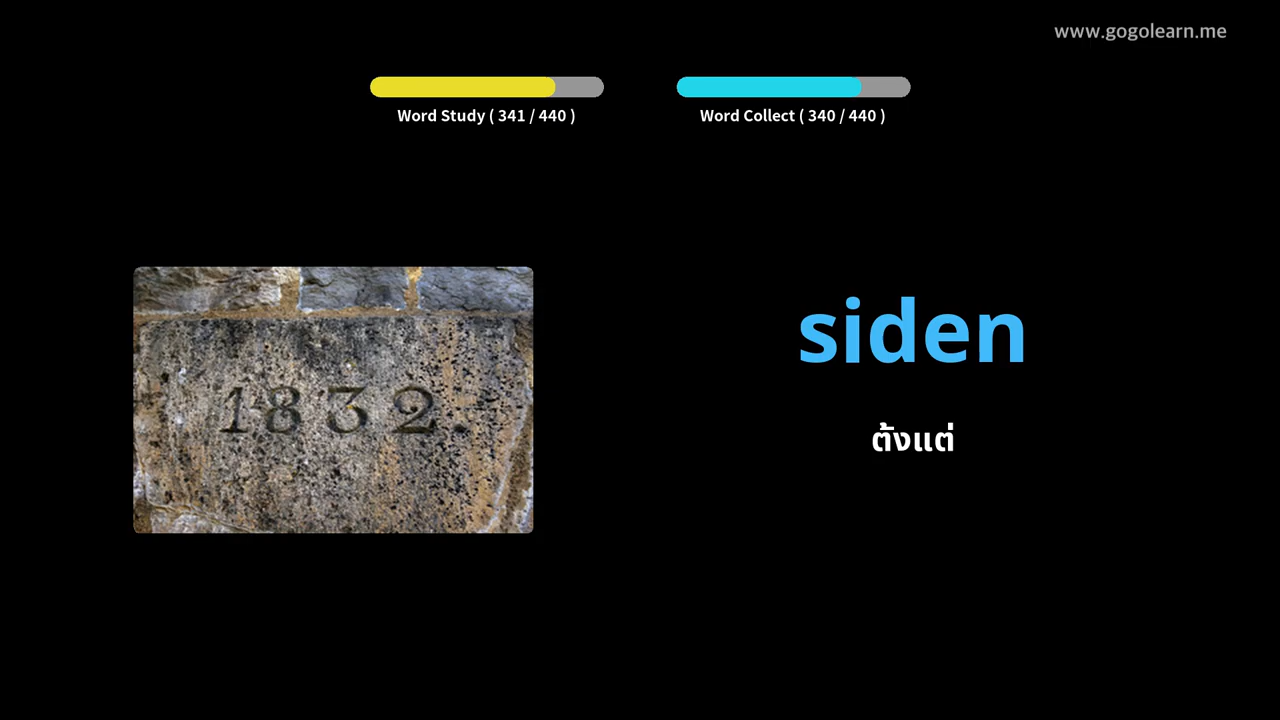 www.gogolearn.me
Word Study ( 341 / 440 )
Word Collect ( 340 / 440 )
1832.
siden
ตั้งแต่